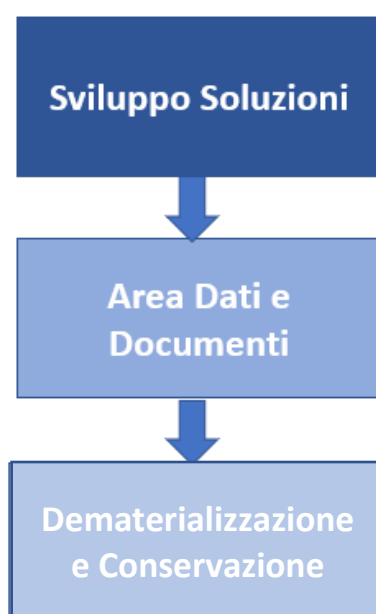 Sviluppo Soluzioni
Area Dati e
Documenti
Dematerializzazione
e Conservazione